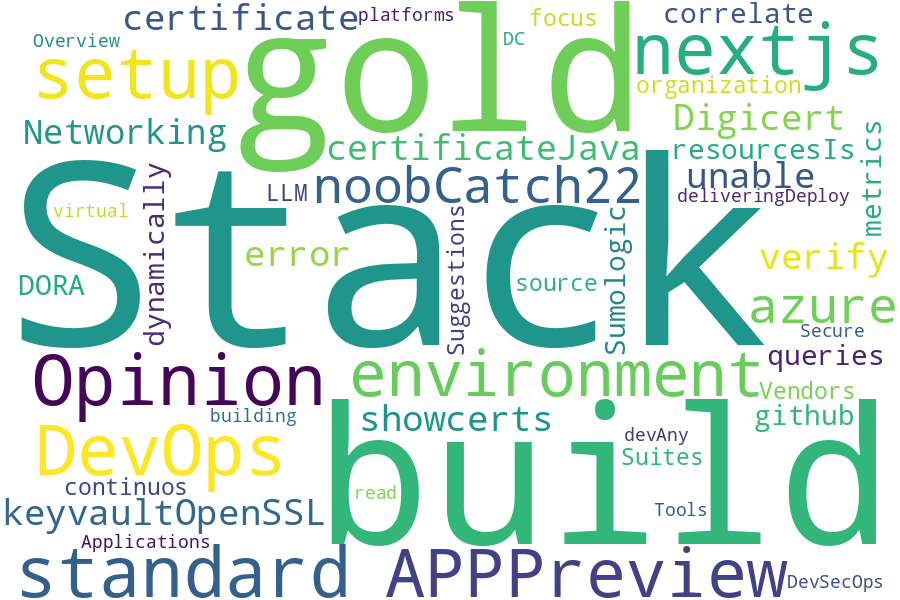 certificate
platforms
focus
correlate
Overview
DC
nextjs
setup
gold
organization
Networking
certificateJava
Digicert
resourcesIs
metrics
dynamically
LLM
noobCatch22
unable
deliveringDeploy
virtual
Stack
error
Suggestions
source
Sumologic
verify
DORA
azure
Secure
Opinion
environment
queries
Vendors
building
showcerts
github
DevOps
build
devAny
Suites
continuos
read
keyvaultOpenSSL
Tools
Applications
standard
APPPreview
DevSecOps